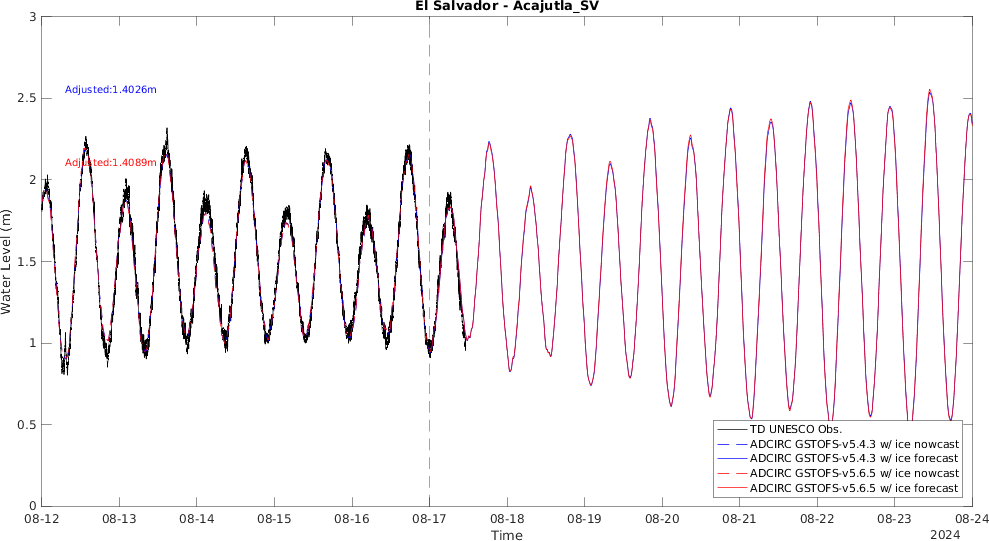 El Salvador - Acajutla_SV
3
2.5
2
1.5
1
0.5
0
Water Level (m)
Adjusted:1.4026m
Adjusted:1.4089m
TD UNESCO Obs.
ADCIRC GSTOFS-v5.4.3 w/ ice nowcast
ADCIRC GSTOFS-v5.4.3 w/ ice forecast
ADCIRC GSTOFS-v5.6.5 w/ ice nowcast
ADCIRC GSTOFS-v5.6.5 w/ ice forecast
08-12 08-13 08-14 08-15 08-16 08-17 08-18 08-19 08-20 08-21 08-22 08-23 08-24
Time
2024